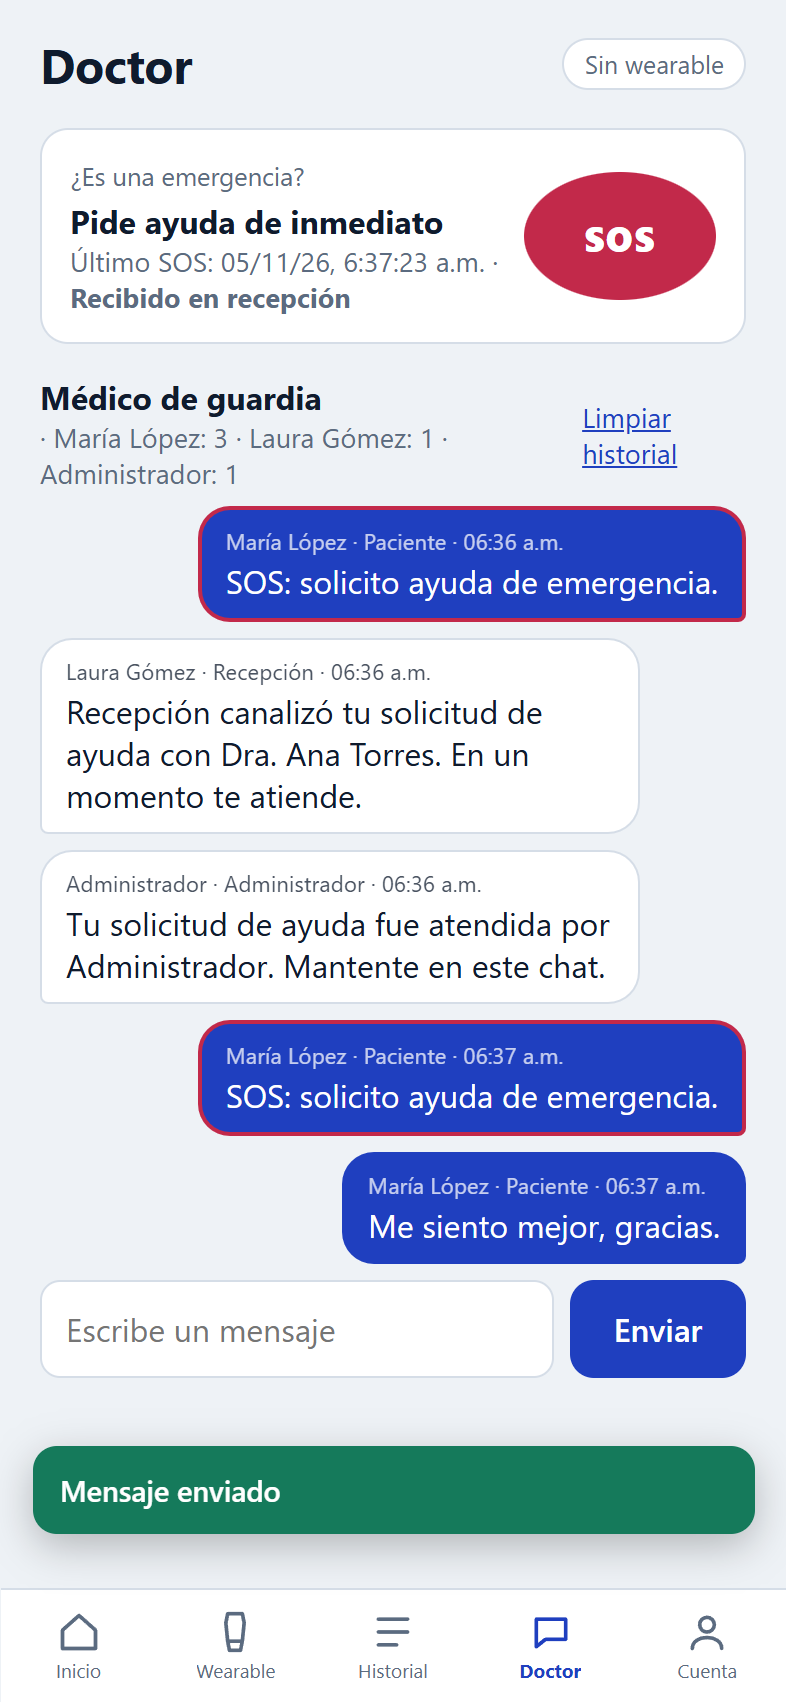 Doctor
Sin wearable
¿Es una emergencia?
Pide ayuda de inmediato
Último SOS: 05/11/26, 6:37:23 a.m. ·
Recibido en recepción
SOS
Médico de guardia
· María López: 3 · Laura Gómez: 1 ·
Administrador: 1
Limpiar
historial
María López · Paciente · 06:36 a.m.
SOS: solicito ayuda de emergencia.
Laura Gómez · Recepción · 06:36 a.m.
Recepción canalizó tu solicitud de
ayuda con Dra. Ana Torres. En un
momento te atiende.
Administrador · Administrador · 06:36 a.m.
Tu solicitud de ayuda fue atendida por
Administrador. Mantente en este chat.
María López · Paciente · 06:37 a.m.
SOS: solicito ayuda de emergencia.
María López · Paciente · 06:37 a.m.
Me siento mejor, gracias.
Escribe un mensaje
Enviar
Mensaje enviado
Inicio
Wearable
Historial
Doctor
Cuenta